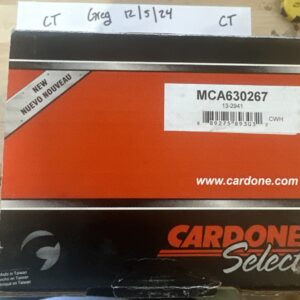 CT Greg 12/5/24 CT
NEW
NUEVO NOUVEAU
MCA630267
13-2941
CWH
www.cardone.com
CARDONE
Select
Made in Taiwan